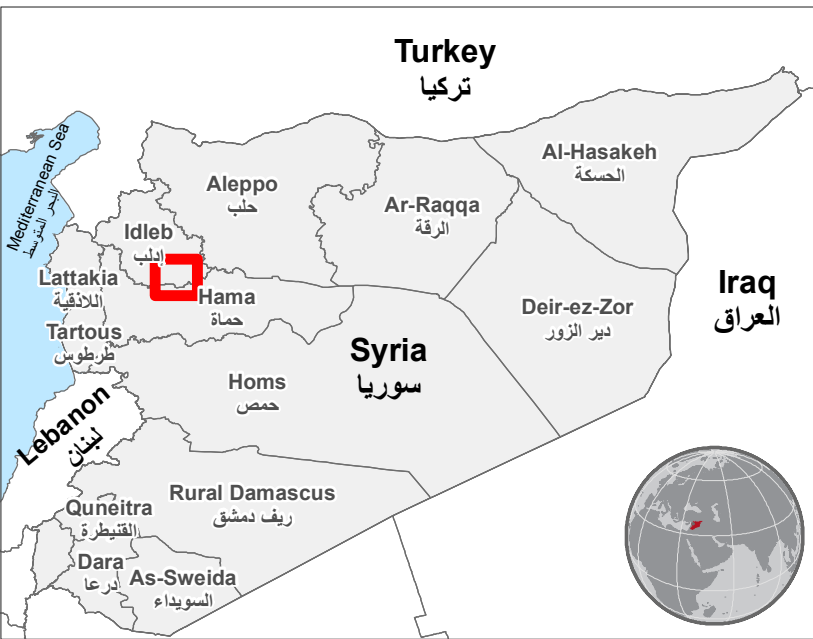 Turkey
تركيا
Mediterranean Sea
البحر المتوسط
Aleppo
حلب
Al-Hasakeh
الحسكة
Ar-Raqqa
الرقة
Idleb
إدلب
Lattakia
اللاذقية
Hama
حماة
Iraq
العراق
Deir-ez-Zor
دير الزور
Tartous
طرطوس
Syria
سوريا
Homs
حمص
Lebanon
لبنان
Rural Damascus
ريف دمشق
Quneitra
القنيطرة
Dara
درعا
As-Sweida
السويداء